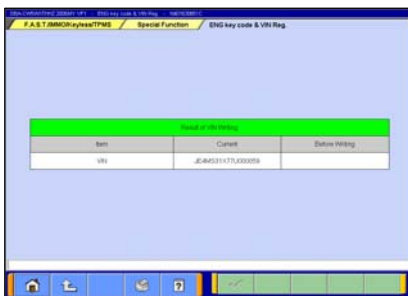 F.A.S.T./IMMO/Keyless/TPMS Special Function ENG key code & VIN Reg.
Result of VIN Writing
Item Current Before Writing
VIN